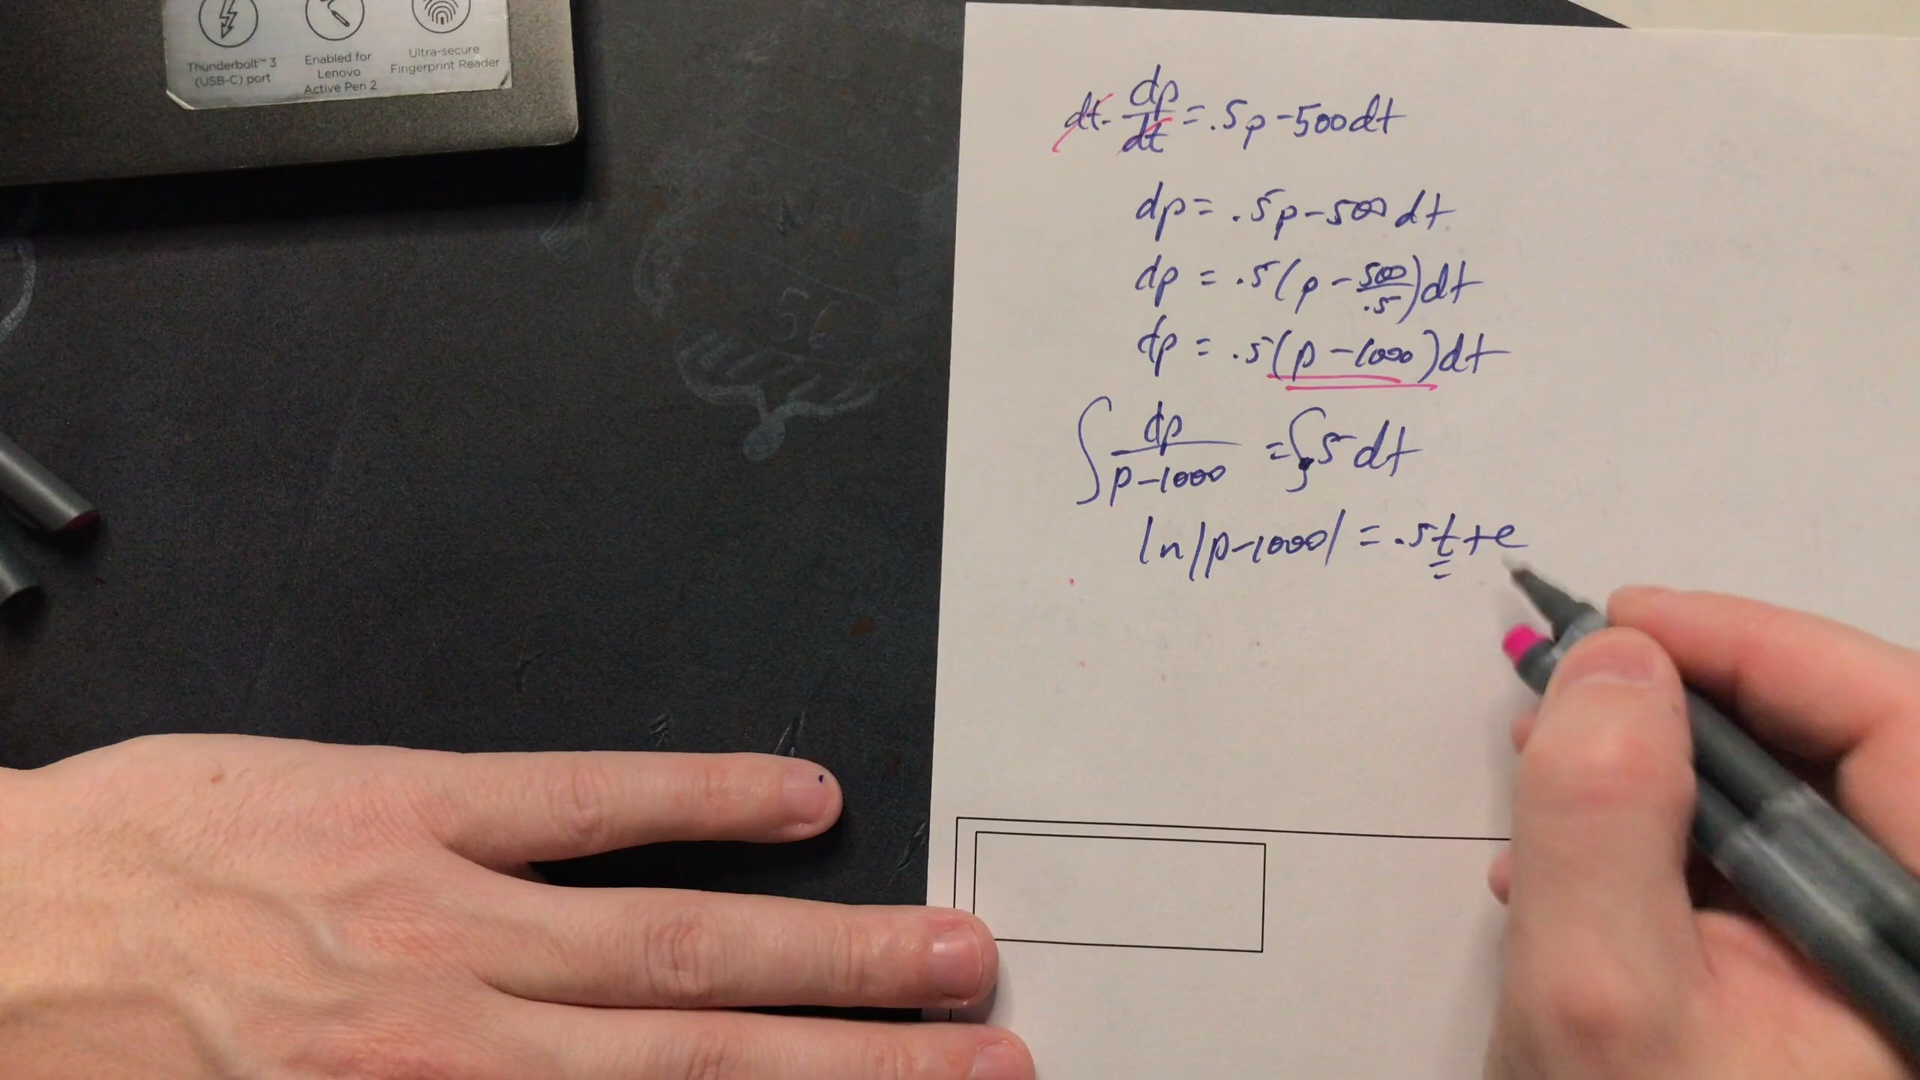 Thunderbolt™ 3
(USB-C) port
Enabled for
Lenovo
Active Pen 2
Ultra-secure
Fingerprint Reader
dt · dp/dt = .5p - 500dt
dp = .5p - 500 dt
dp = .5(p - 500/.5)dt
dp = .5(p - 1000)dt
∫ dp/(p - 1000) = ∫.5 dt
ln|p - 1000| = .5t + e